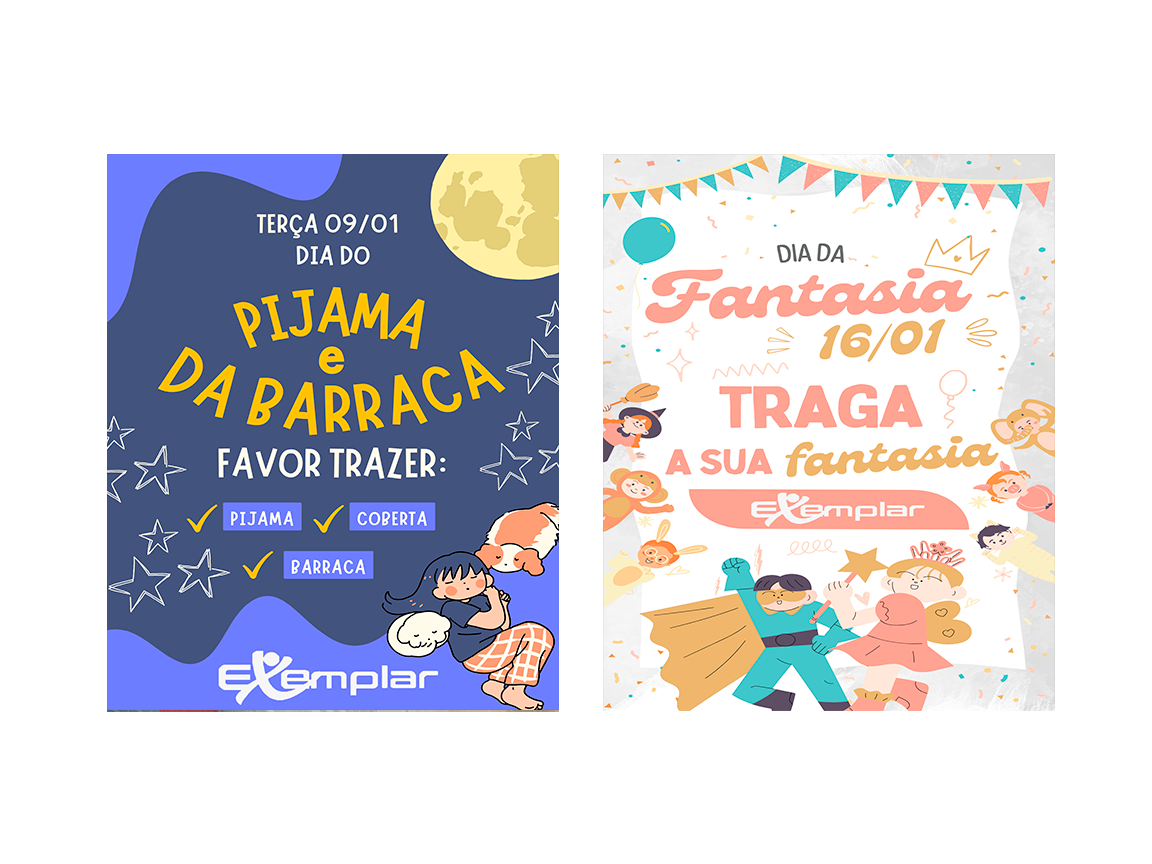 TERÇA 09/01
DIA DO
PIJAMA
e
DA BARRACA
FAVOR TRAZER:
PIJAMA COBERTA
BARRACA
Exemplar
DIA DA
Fantasia
16/01
TRAGA
A SUA fantasia
Exemplar